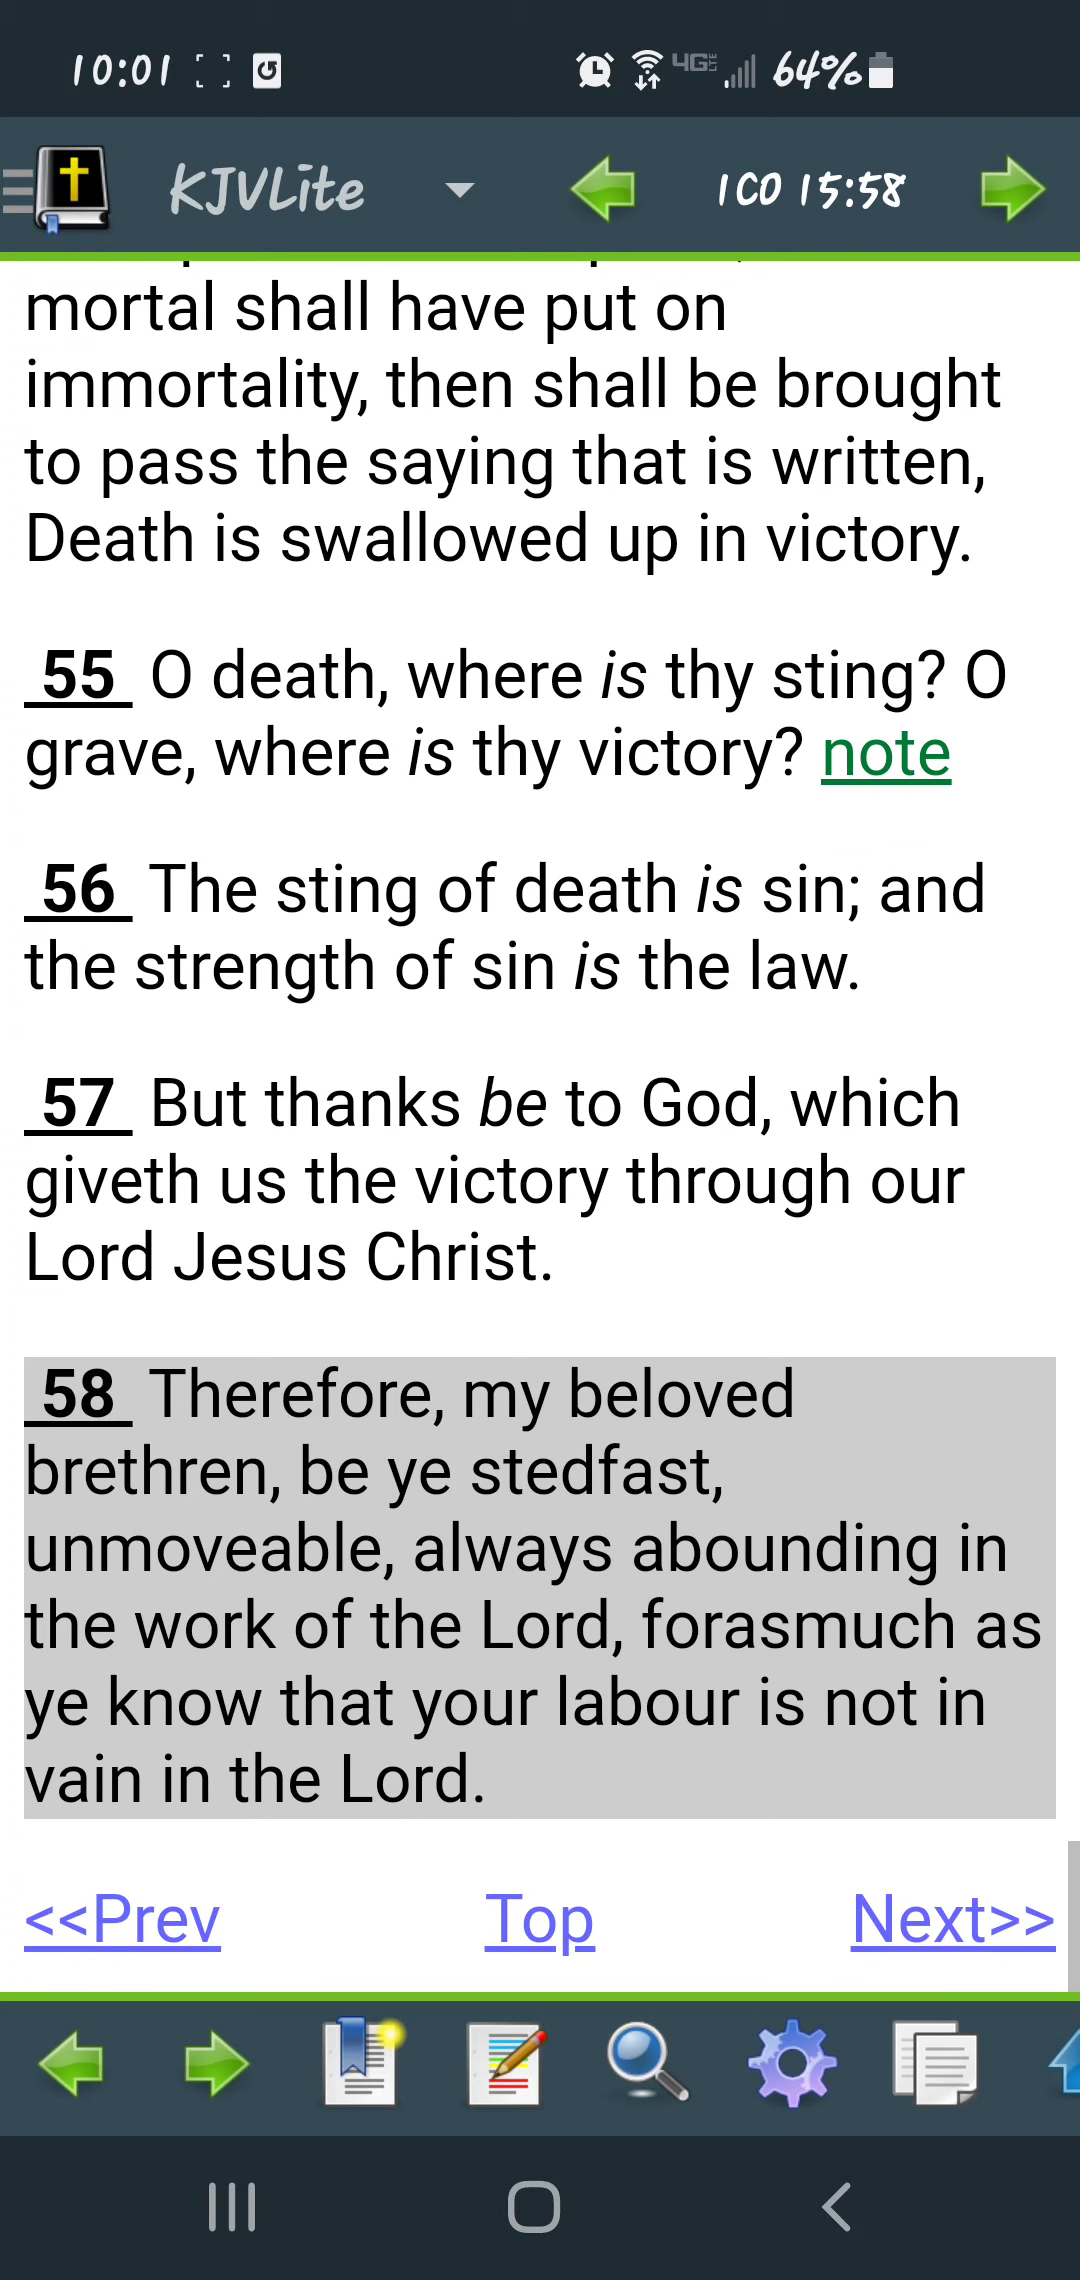 10:01 4G LTE 64%
KJVLite 1CO 15:58
mortal shall have put on
immortality, then shall be brought
to pass the saying that is written,
Death is swallowed up in victory.
55 O death, where is thy sting? O
grave, where is thy victory? note
56 The sting of death is sin; and
the strength of sin is the law.
57 But thanks be to God, which
giveth us the victory through our
Lord Jesus Christ.
58 Therefore, my beloved
brethren, be ye stedfast,
unmoveable, always abounding in
the work of the Lord, forasmuch as
ye know that your labour is not in
vain in the Lord.
<<Prev Top Next>>